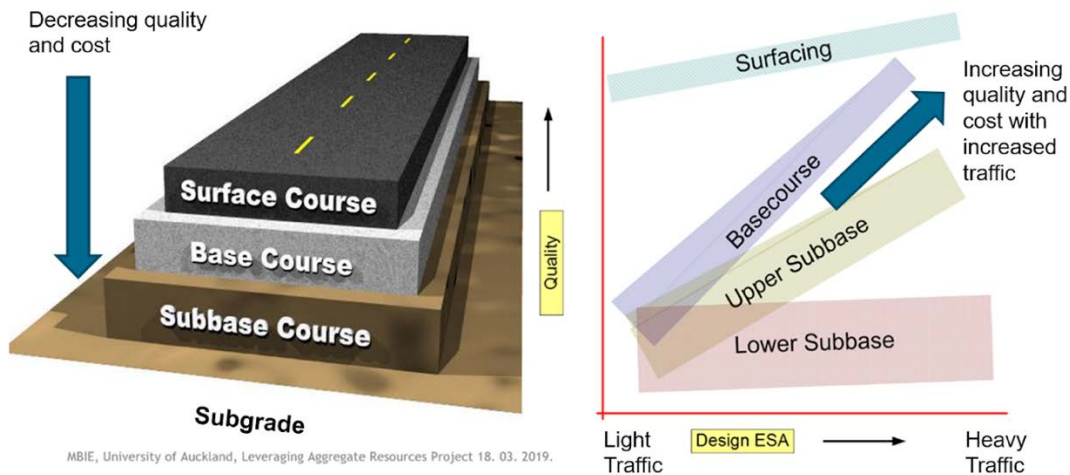 Decreasing quality
and cost
Surface Course
Base Course
Subbase Course
Subgrade
MBIE, University of Auckland, Leveraging Aggregate Resources Project 18. 03. 2019.
Quality
Surfacing
Basecourse
Upper Subbase
Lower Subbase
Increasing
quality and
cost with
increased
traffic
Light
Traffic
Design ESA
Heavy
Traffic